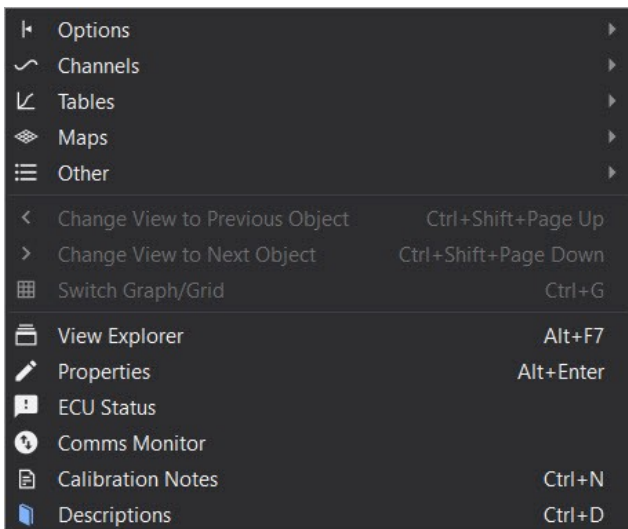 Options
Channels
Tables
Maps
Other
Change View to Previous Object Ctrl+Shift+Page Up
Change View to Next Object Ctrl+Shift+Page Down
Switch Graph/Grid Ctrl+G
View Explorer Alt+F7
Properties Alt+Enter
ECU Status
Comms Monitor
Calibration Notes Ctrl+N
Descriptions Ctrl+D